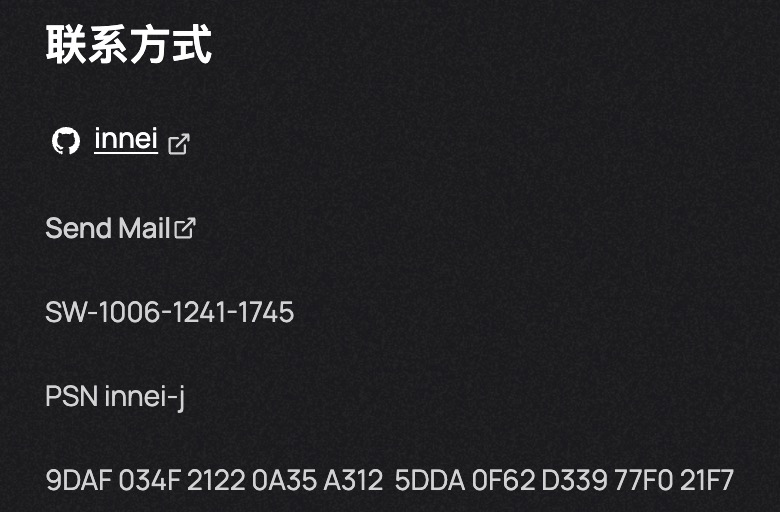 联系方式
innei
Send Mail
SW-1006-1241-1745
PSN innei-j
9DAF 034F 2122 0A35 A312  5DDA 0F62 D339 77F0 21F7